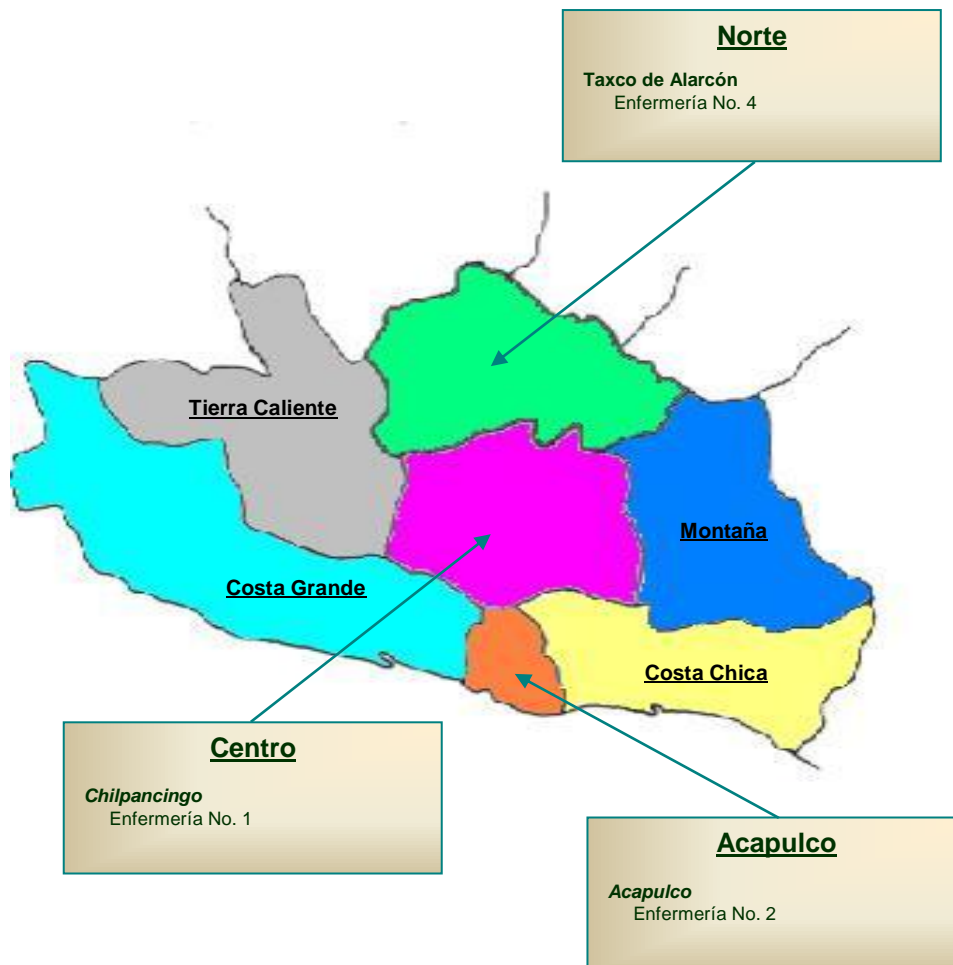 Norte
Taxco de Alarcón
Enfermería No. 4
Tierra Caliente
Montaña
Costa Grande
Costa Chica
Centro
Chilpancingo
Enfermería No. 1
Acapulco
Acapulco
Enfermería No. 2